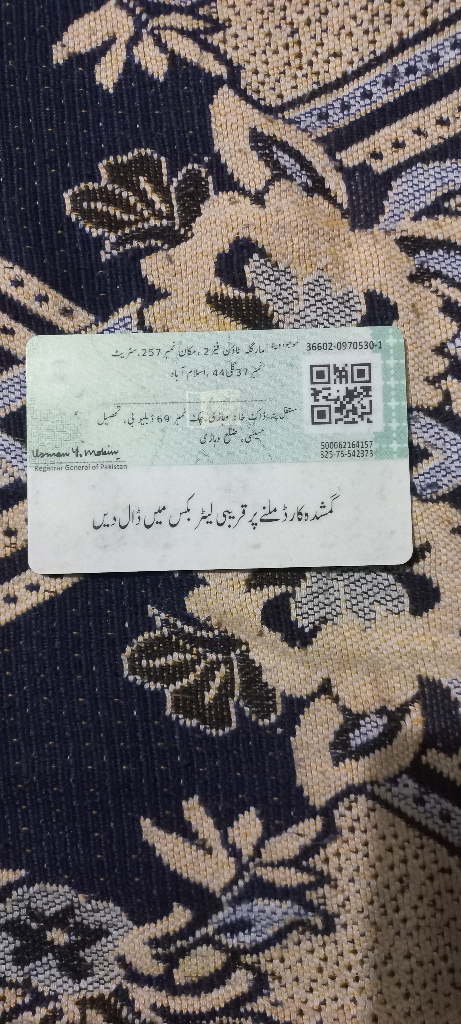 36602-0970530-1
موجودہ پتہ: مارگلہ ٹاؤن فیز 2، مکان نمبر 257، سٹریٹ
نمبر 37 گلی 44، اسلام آباد
مستقل پتہ: ڈاک خانہ وہاڑی، چک نمبر 69 ڈبلیو بی، تحصیل
میلسی، ضلع وہاڑی
500062164157
325-75-542373
Usman Y. Mobin
Registrar General of Pakistan
گمشدہ کارڈ ملنے پر قریبی لیٹر بکس میں ڈال دیں